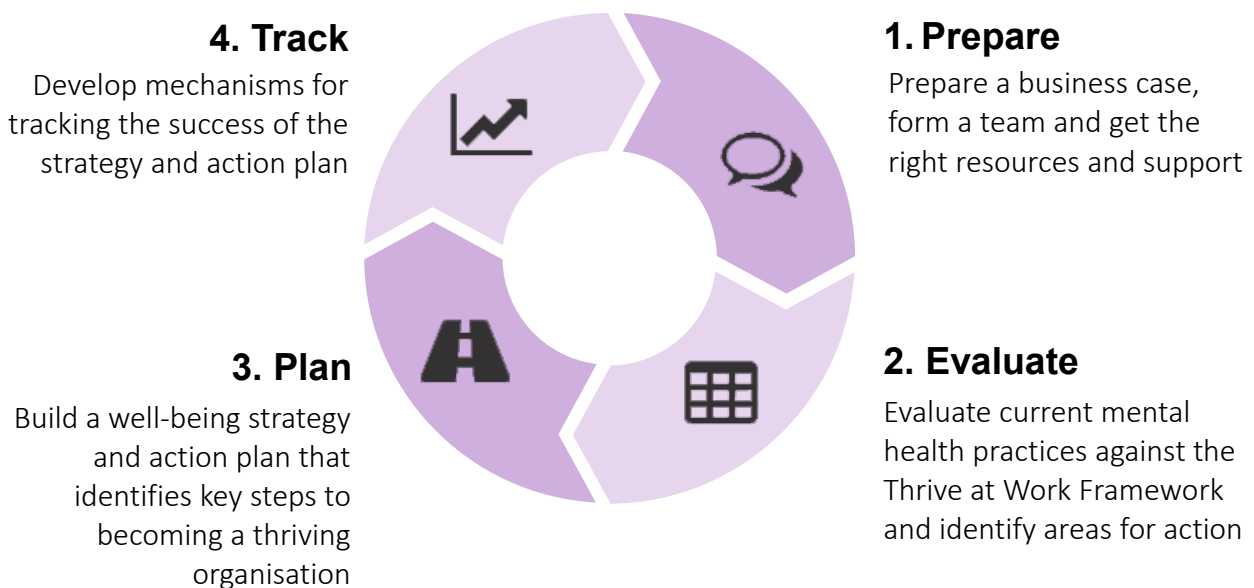 1. Prepare
Prepare a business case,
form a team and get the
right resources and support
2. Evaluate
Evaluate current mental
health practices against the
Thrive at Work Framework
and identify areas for action
3. Plan
Build a well-being strategy
and action plan that
identifies key steps to
becoming a thriving
organisation
4. Track
Develop mechanisms for
tracking the success of the
strategy and action plan